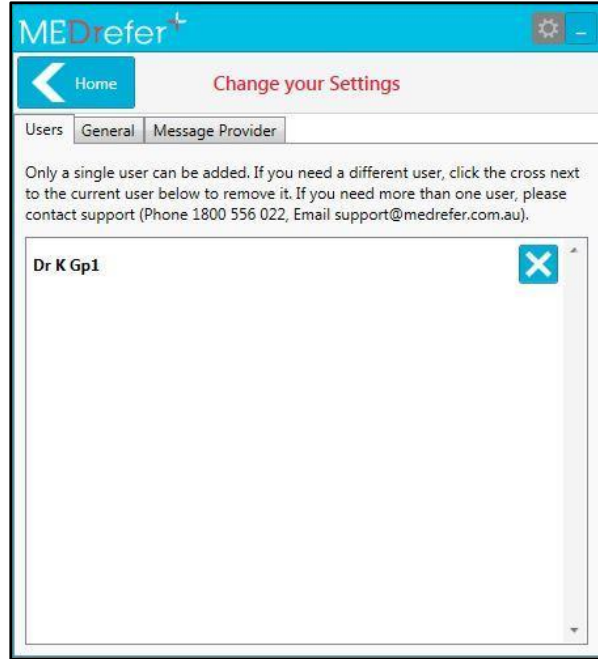 MEDrefer
Home
Change your Settings
Users General Message Provider
Only a single user can be added. If you need a different user, click the cross next
to the current user below to remove it. If you need more than one user, please
contact support (Phone 1800 556 022, Email support@medrefer.com.au).
Dr K Gp1